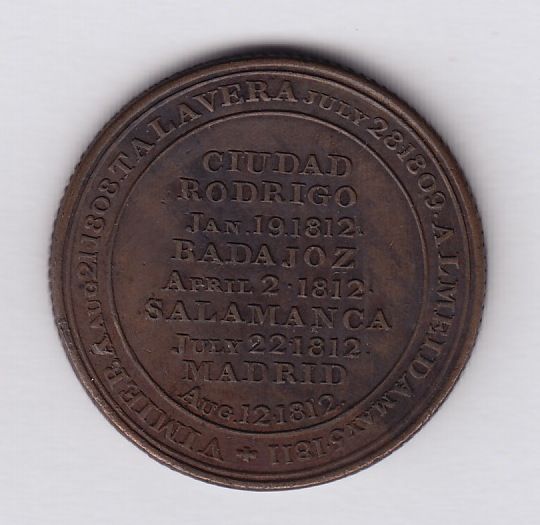 VIMIERA AUG. 21 1808. TALAVERA JULY 28.1809. ALMEIDA MAY 5.1811 +
CIUDAD
RODRIGO
JAN. 19.1812.
BADAJOZ
APRIL 2.1812.
SALAMANCA
JULY 22.1812.
MADRID
AUG. 12.1812.